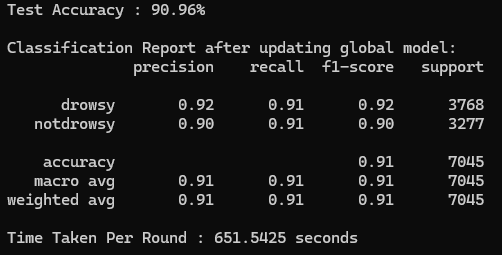 Test Accuracy : 90.96%
Classification Report after updating global model:
precision recall f1-score support
drowsy 0.92 0.91 0.92 3768
notdrowsy 0.90 0.91 0.90 3277
accuracy 0.91 7045
macro avg 0.91 0.91 0.91 7045
weighted avg 0.91 0.91 0.91 7045
Time Taken Per Round : 651.5425 seconds